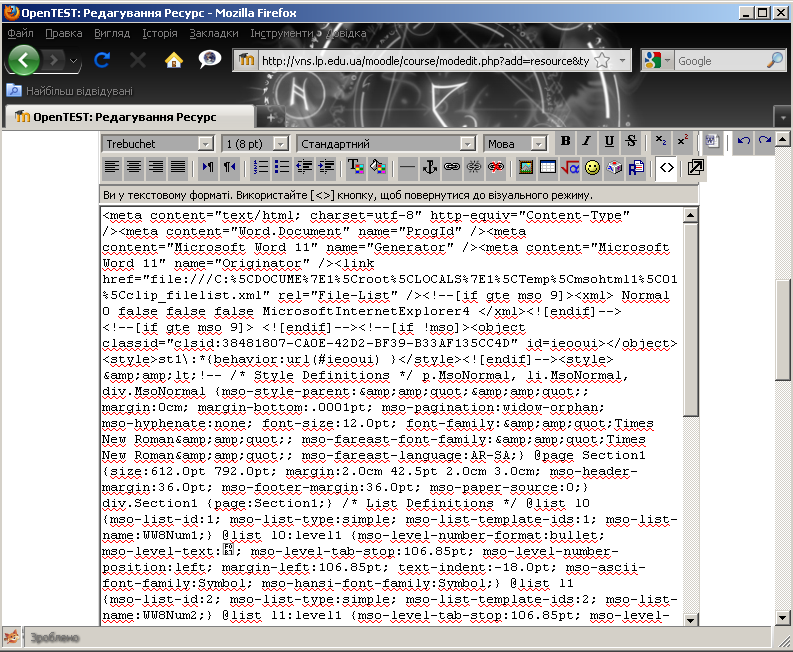 OpenTEST: Редагування Ресурс - Mozilla Firefox
Файл Правка Вигляд Історія Закладки Інструменти Довідка
http://vns.lp.edu.ua/moodle/course/modedit.php?add=resource&ty
Google
Найбільш відвідувані
OpenTEST: Редагування Ресурс
Trebuchet 1 (8 pt) Стандартний Мова B I U S x2 x2
Ви у текстовому форматі. Використайте [<>] кнопку, щоб повернутися до візуального режиму.
<meta content="text/html; charset=utf-8" http-equiv="Content-Type"
/><meta content="Word.Document" name="ProgId" /><meta
content="Microsoft Word 11" name="Generator" /><meta content="Microsoft
Word 11" name="Originator" /><link
href="file:///C:%5CDOCUME%7E1%5Croot%5CLOCALS%7E1%5CTemp%5Cmsohtml1%5C01
%5Cclip_filelist.xml" rel="File-List" /><!--[if gte mso 9]><xml> Normal
0 false false false MicrosoftInternetExplorer4 </xml><![endif]-->
<!--[if gte mso 9]> <![endif]--><!--[if !mso]><object
classid="clsid:38481807-CA0E-42D2-BF39-B33AF135CC4D" id=ieooui></object>
<style>st1\:*{behavior:url(#ieooui) }</style><![endif]--><style>
&amp;amp;lt;!-- /* Style Definitions */ p.MsoNormal, li.MsoNormal,
div.MsoNormal {mso-style-parent:&amp;amp;quot;&amp;amp;quot;;
margin:0cm; margin-bottom:.0001pt; mso-pagination:widow-orphan;
mso-hyphenate:none; font-size:12.0pt; font-family:&amp;amp;quot;Times
New Roman&amp;amp;quot;; mso-fareast-font-family:&amp;amp;quot;Times
New Roman&amp;amp;quot;; mso-fareast-language:AR-SA;} @page Section1
{size:612.0pt 792.0pt; margin:2.0cm 42.5pt 2.0cm 3.0cm; mso-header-
margin:36.0pt; mso-footer-margin:36.0pt; mso-paper-source:0;}
div.Section1 {page:Section1;} /* List Definitions */ @list l0
{mso-list-id:1; mso-list-type:simple; mso-list-template-ids:1; mso-list-
name:WW8Num1;} @list l0:level1 {mso-level-number-format:bullet;
mso-level-text:; mso-level-tab-stop:106.85pt; mso-level-number-
position:left; margin-left:106.85pt; text-indent:-18.0pt; mso-ascii-
font-family:Symbol; mso-hansi-font-family:Symbol;} @list l1
{mso-list-id:2; mso-list-type:simple; mso-list-template-ids:2; mso-list-
name:WW8Num2;} @list l1:level1 {mso-level-tab-stop:106.85pt; mso-level-
Зроблено